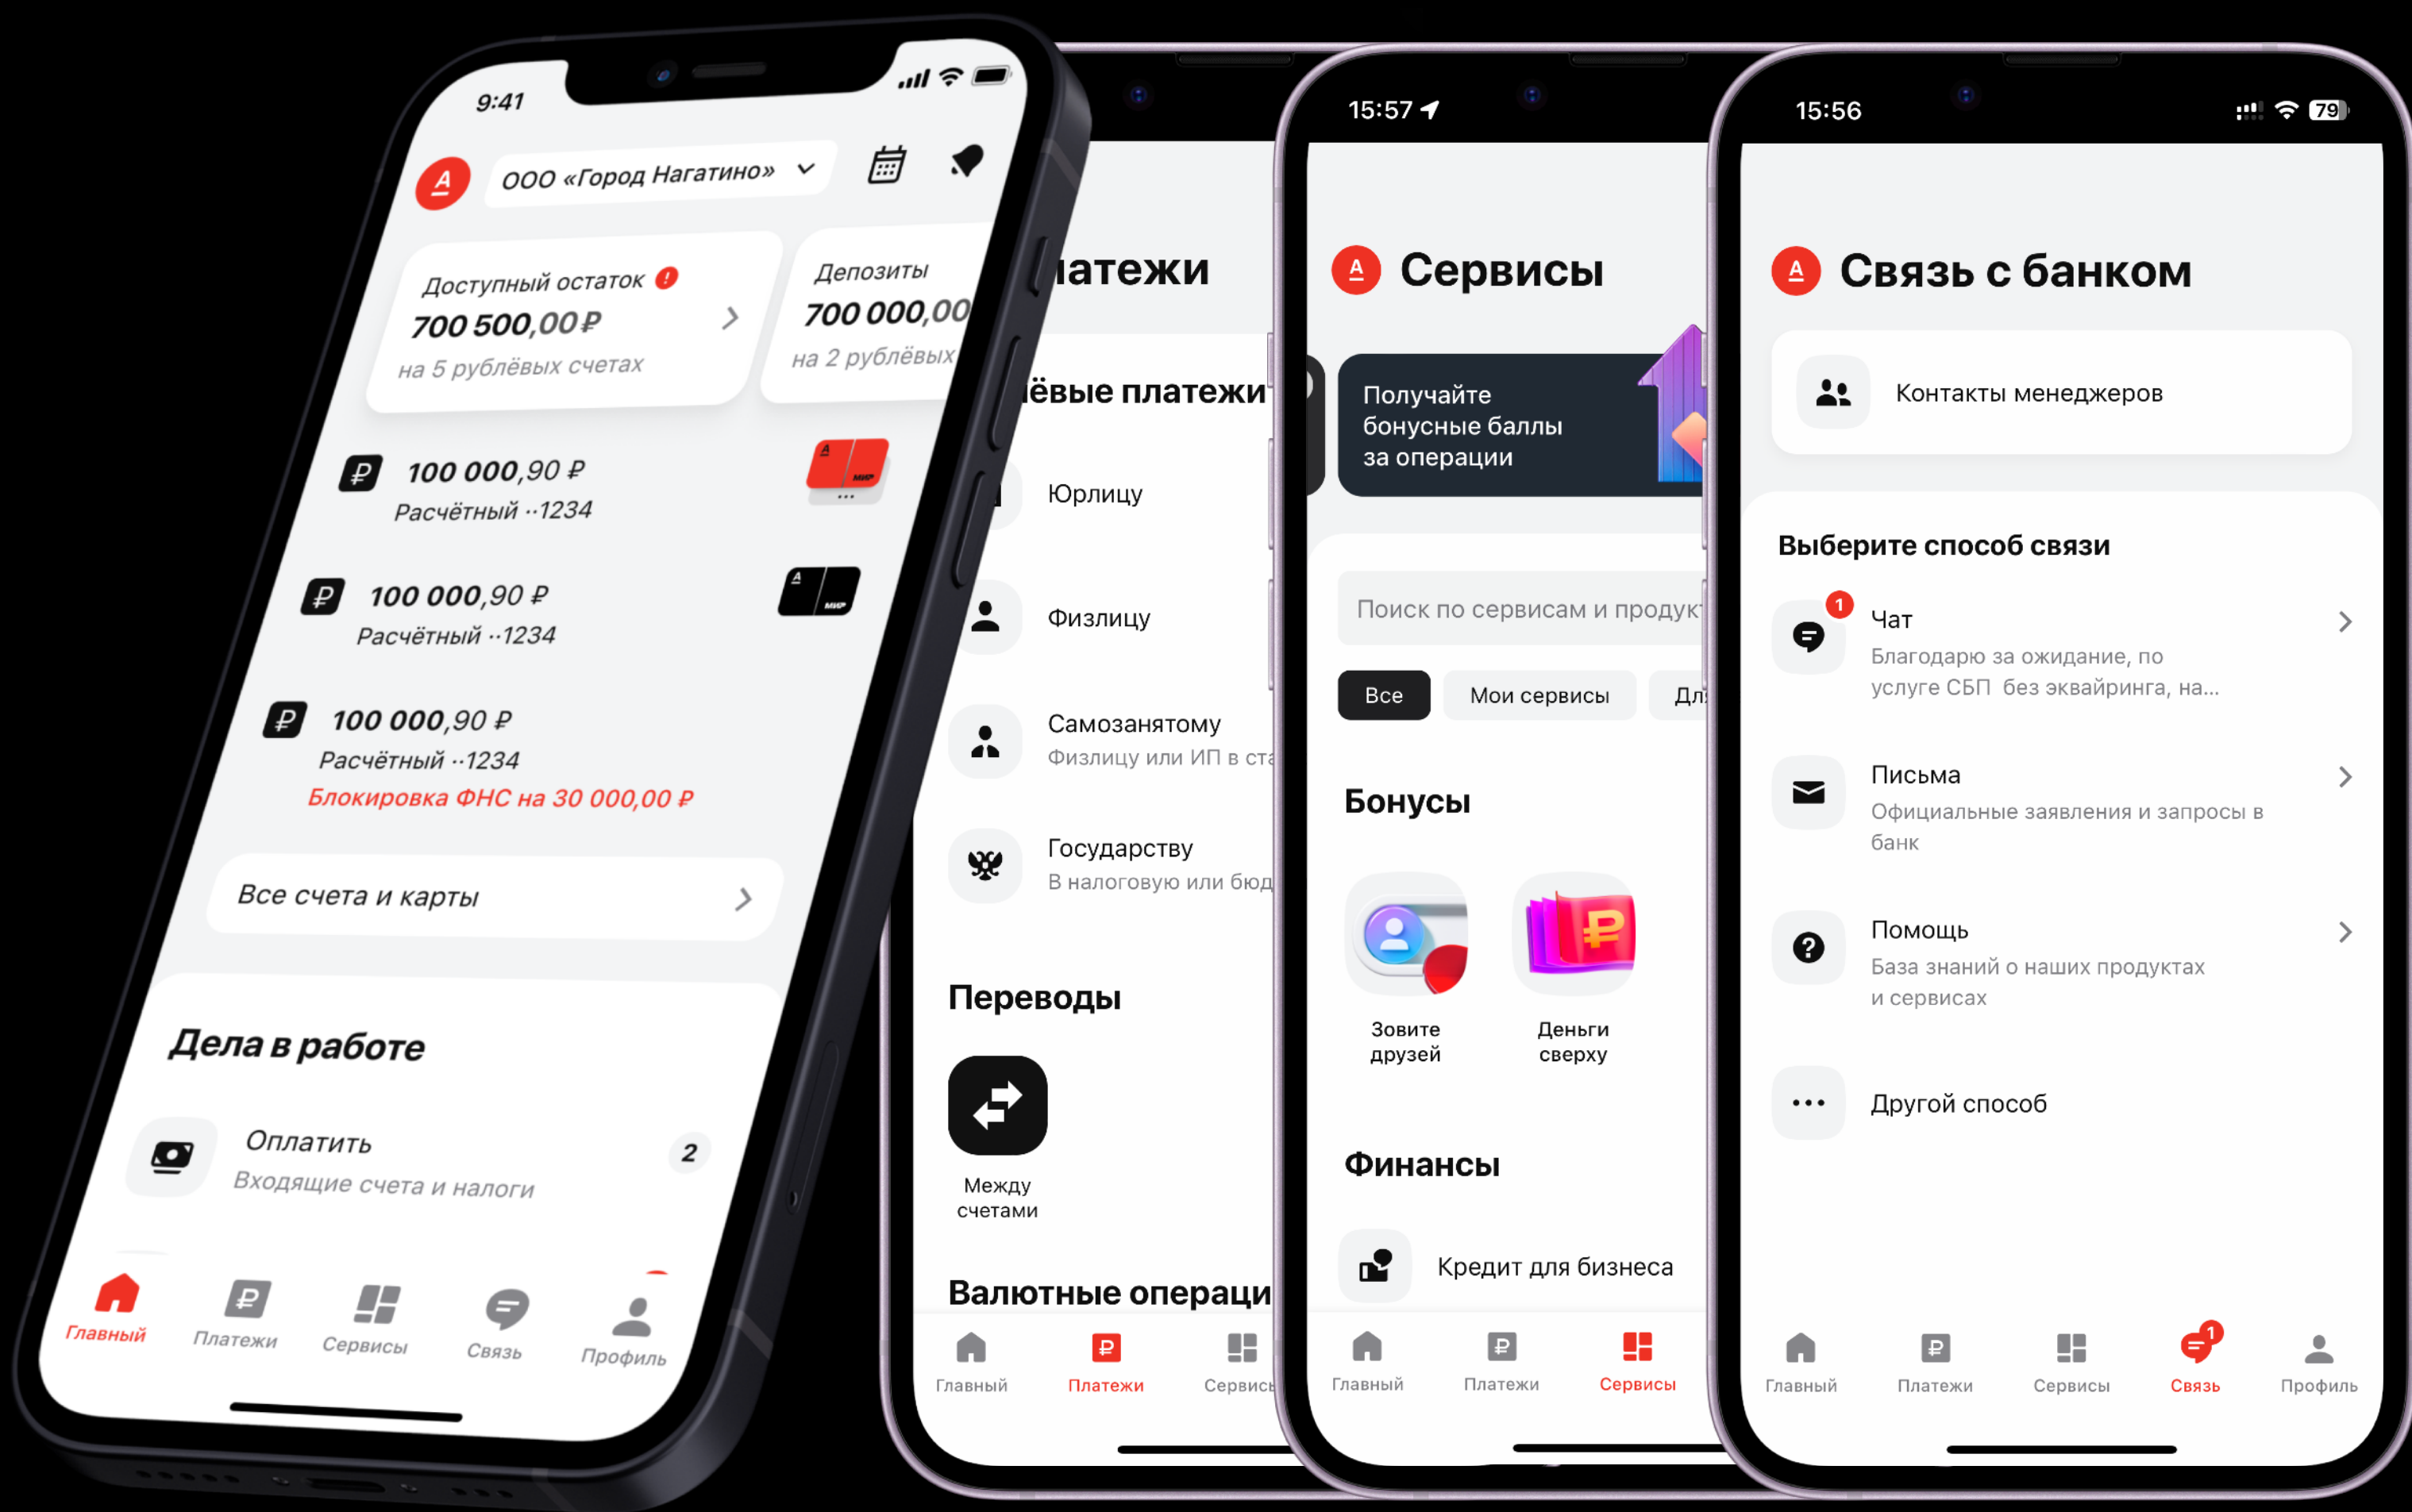 9:41
А
ООО «Город Нагатино»
Доступный остаток
700 500,00 ₽
на 5 рублёвых счетах
Депозиты
700 000,00
на 2 рублёвых
₽
100 000,90 ₽
Расчётный ··1234
А
МИР
₽
100 000,90 ₽
Расчётный ··1234
А
МИР
₽
100 000,90 ₽
Расчётный ··1234
Блокировка ФНС на 30 000,00 ₽
Все счета и карты
Дела в работе
Оплатить
2
Входящие счета и налоги
Главный
Платежи
Сервисы
Связь
Профиль
латежи
лёвые платежи
Юрлицу
Физлицу
Самозанятому
Физлицу или ИП в ста
Государству
В налоговую или бюд
Переводы
Между
счетами
Валютные операци
Главный
Платежи
Сервись
15:57
А
Сервисы
Получайте
бонусные баллы
за операции
Поиск по сервисам и продукт
Все
Мои сервисы
Для
Бонусы
Зовите
друзей
Деньги
сверху
Финансы
Кредит для бизнеса
Главный
Платежи
Сервисы
15:56
79
А
Связь с банком
Контакты менеджеров
Выберите способ связи
1
Чат
Благодарю за ожидание, по
услуге СБП  без эквайринга, на...
Письма
Официальные заявления и запросы в
банк
Помощь
База знаний о наших продуктах
и сервисах
Другой способ
1
Главный
Платежи
Сервисы
Связь
Профиль